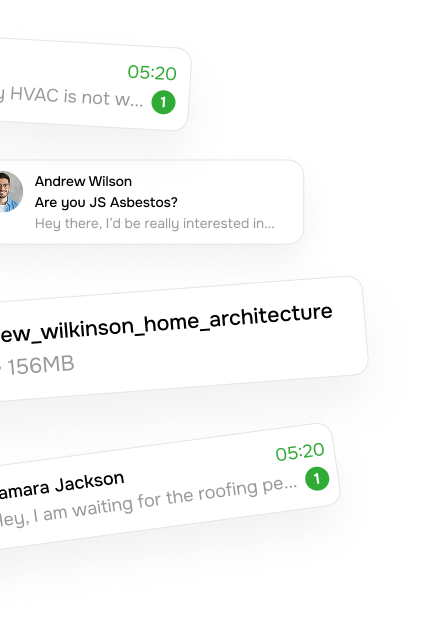 05:20
HVAC is not w...
1
Andrew Wilson
Are you JS Asbestos?
Hey there, I'd be really interested in...
ew_wilkinson_home_architecture
156MB
amara Jackson
05:20
Hey, I am waiting for the roofing pe...
1